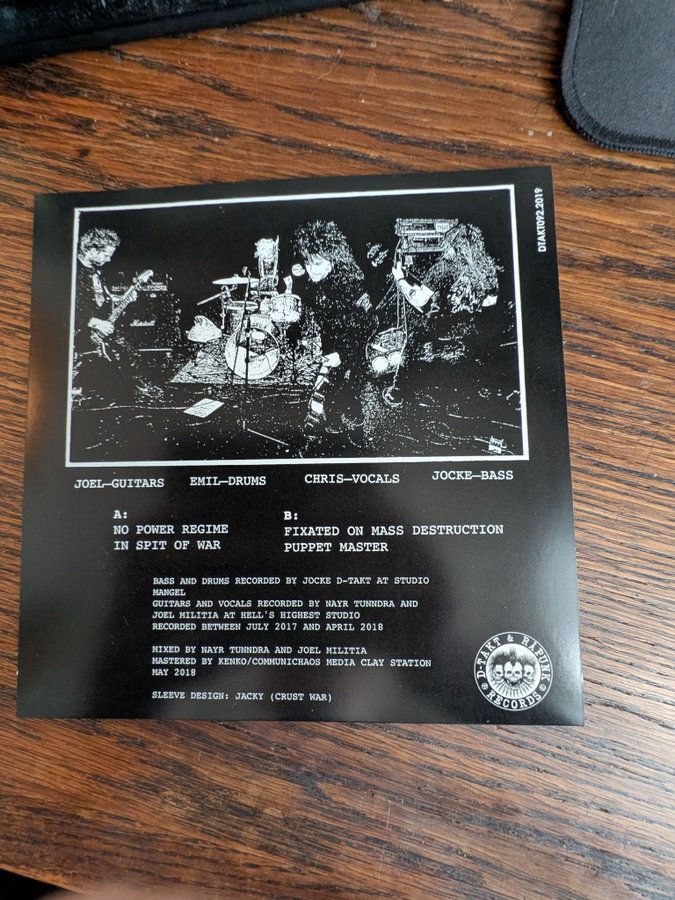 DTAKT092.2019
Marshall
JOEL—GUITARS EMIL—DRUMS CHRIS—VOCALS JOCKE—BASS
A:
NO POWER REGIME
IN SPIT OF WAR
B:
FIXATED ON MASS DESTRUCTION
PUPPET MASTER
BASS AND DRUMS RECORDED BY JOCKE D-TAKT AT STUDIO
MANGEL
GUITARS AND VOCALS RECORDED BY NAYR TUNNDRA AND
JOEL MILITIA AT HELL'S HIGHEST STUDIO
RECORDED BETWEEN JULY 2017 AND APRIL 2018
MIXED BY NAYR TUNNDRA AND JOEL MILITIA
MASTERED BY KENKO/COMMUNICHAOS MEDIA CLAY STATION
MAY 2018
SLEEVE DESIGN: JACKY (CRUST WAR)
D-TAKT & RAPUNK
RECORDS